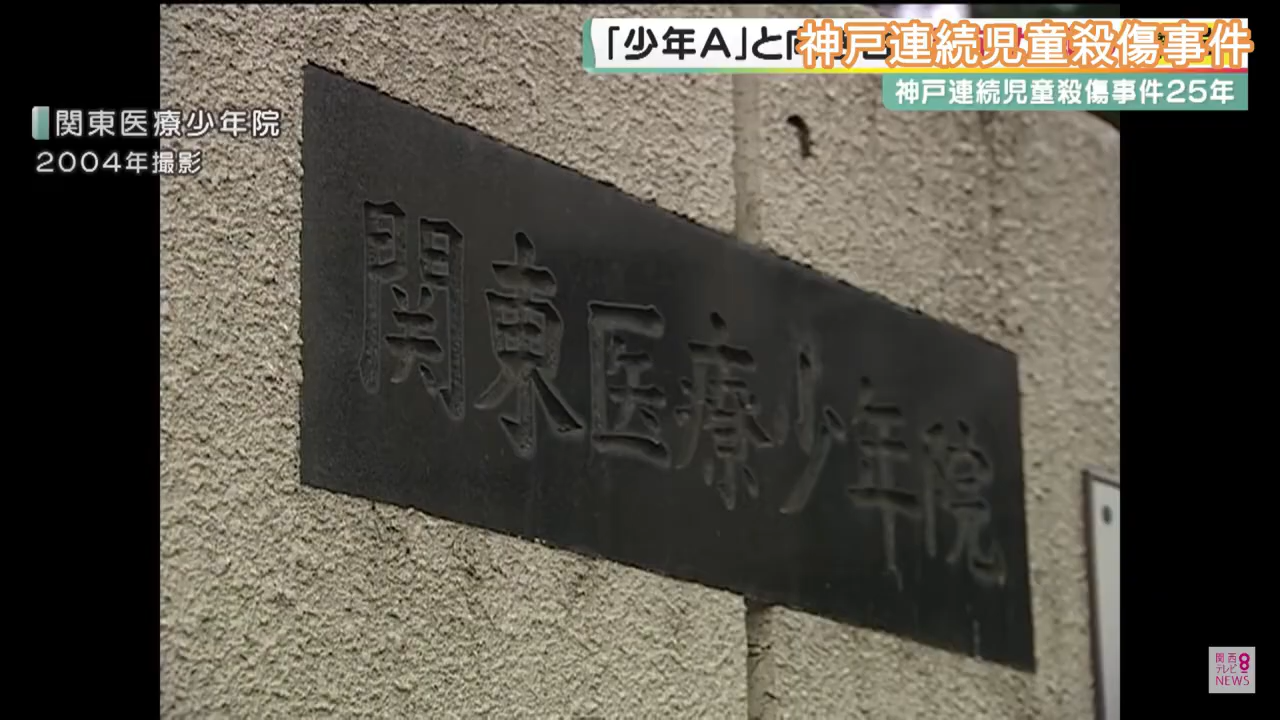 「少年A」と
神戸連続児童殺傷事件
神戸連続児童殺傷事件25年
関東医療少年院
2004年撮影
関東医療少年院
関西
テレビ8
NEWS